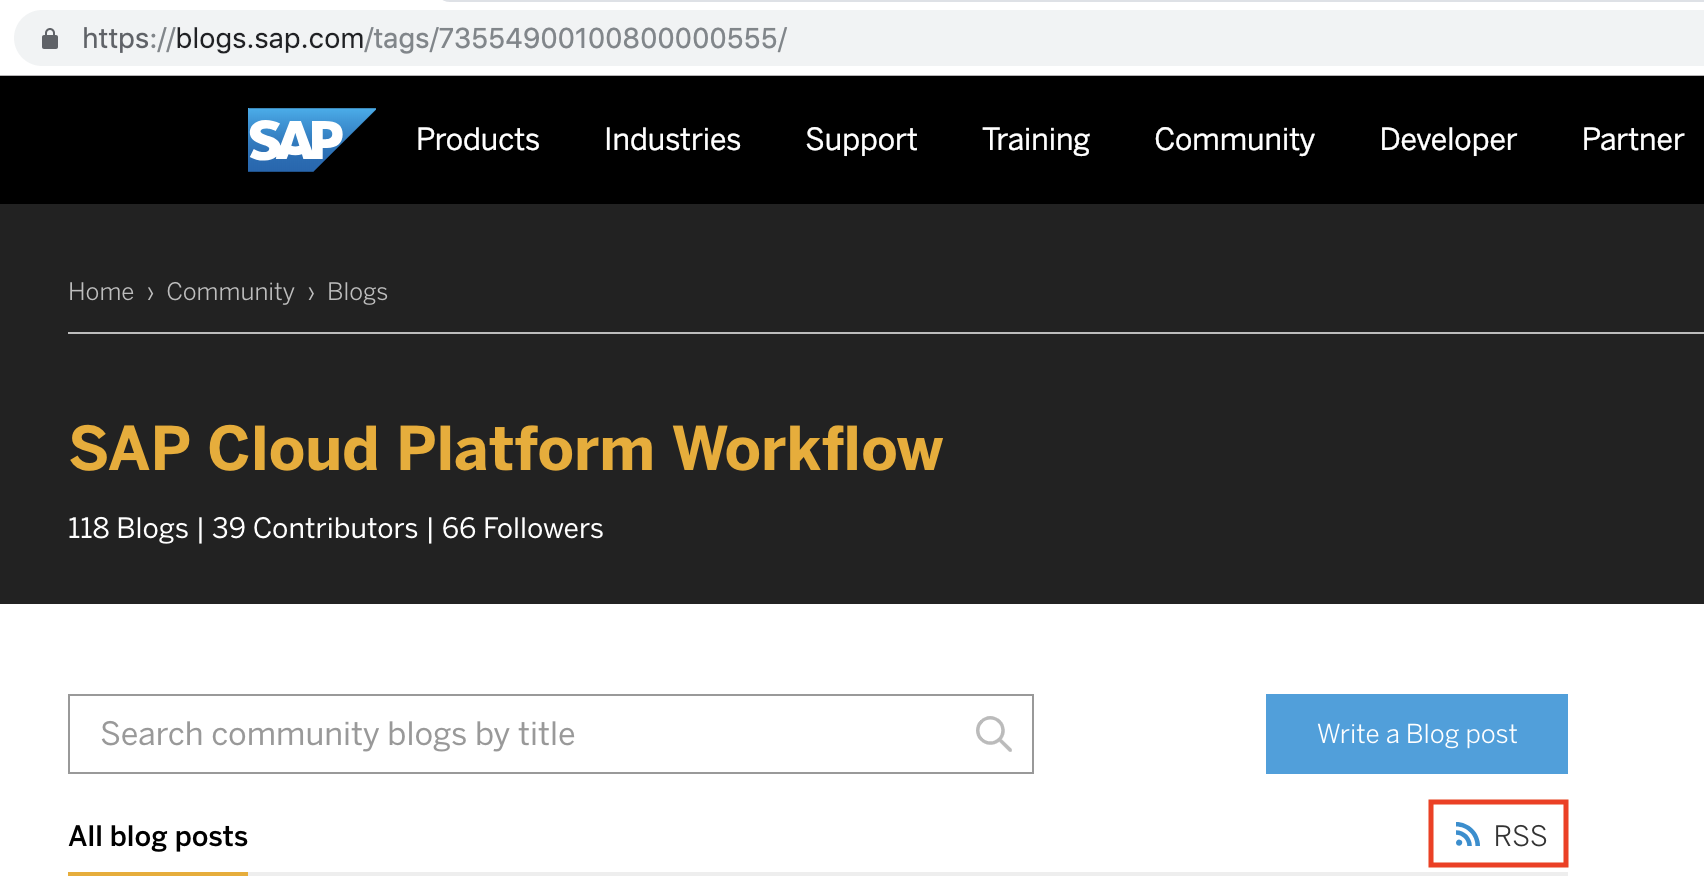 https://blogs.sap.com/tags/73554900100800000555/
SAP Products Industries Support Training Community Developer Partner
Home › Community › Blogs
SAP Cloud Platform Workflow
118 Blogs | 39 Contributors | 66 Followers
Search community blogs by title
Write a Blog post
All blog posts
RSS